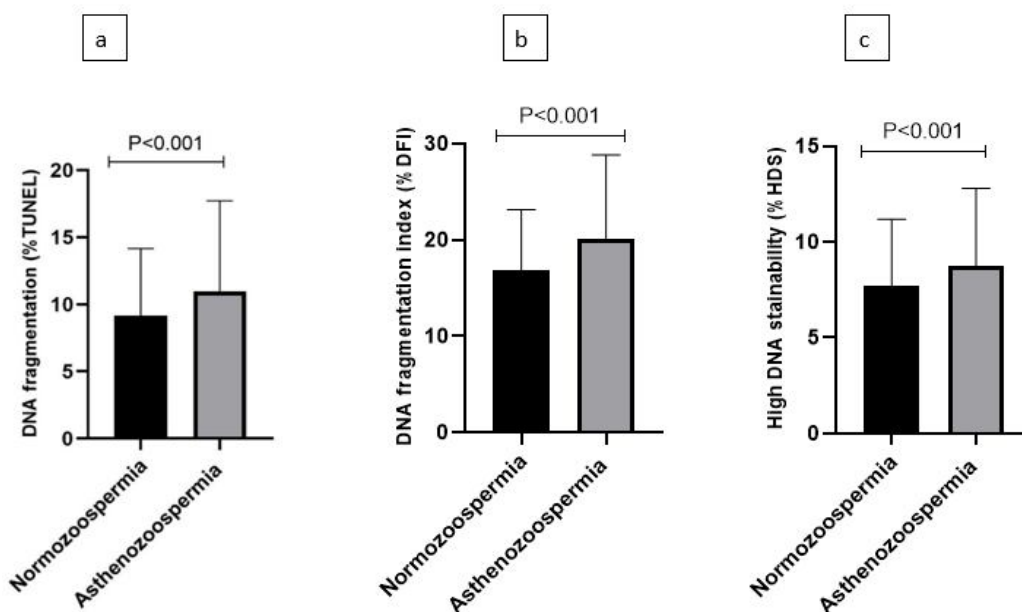 a
P<0.001
DNA fragmentation (%TUNEL)
20
15
10
5
0
Normozoospermia
Asthenozoospermia
b
P<0.001
DNA fragmentation index (% DFI)
30
20
10
0
Normozoospermia
Asthenozoospermia
c
P<0.001
High DNA stainability (% HDS)
15
10
5
0
Normozoospermia
Asthenozoospermia